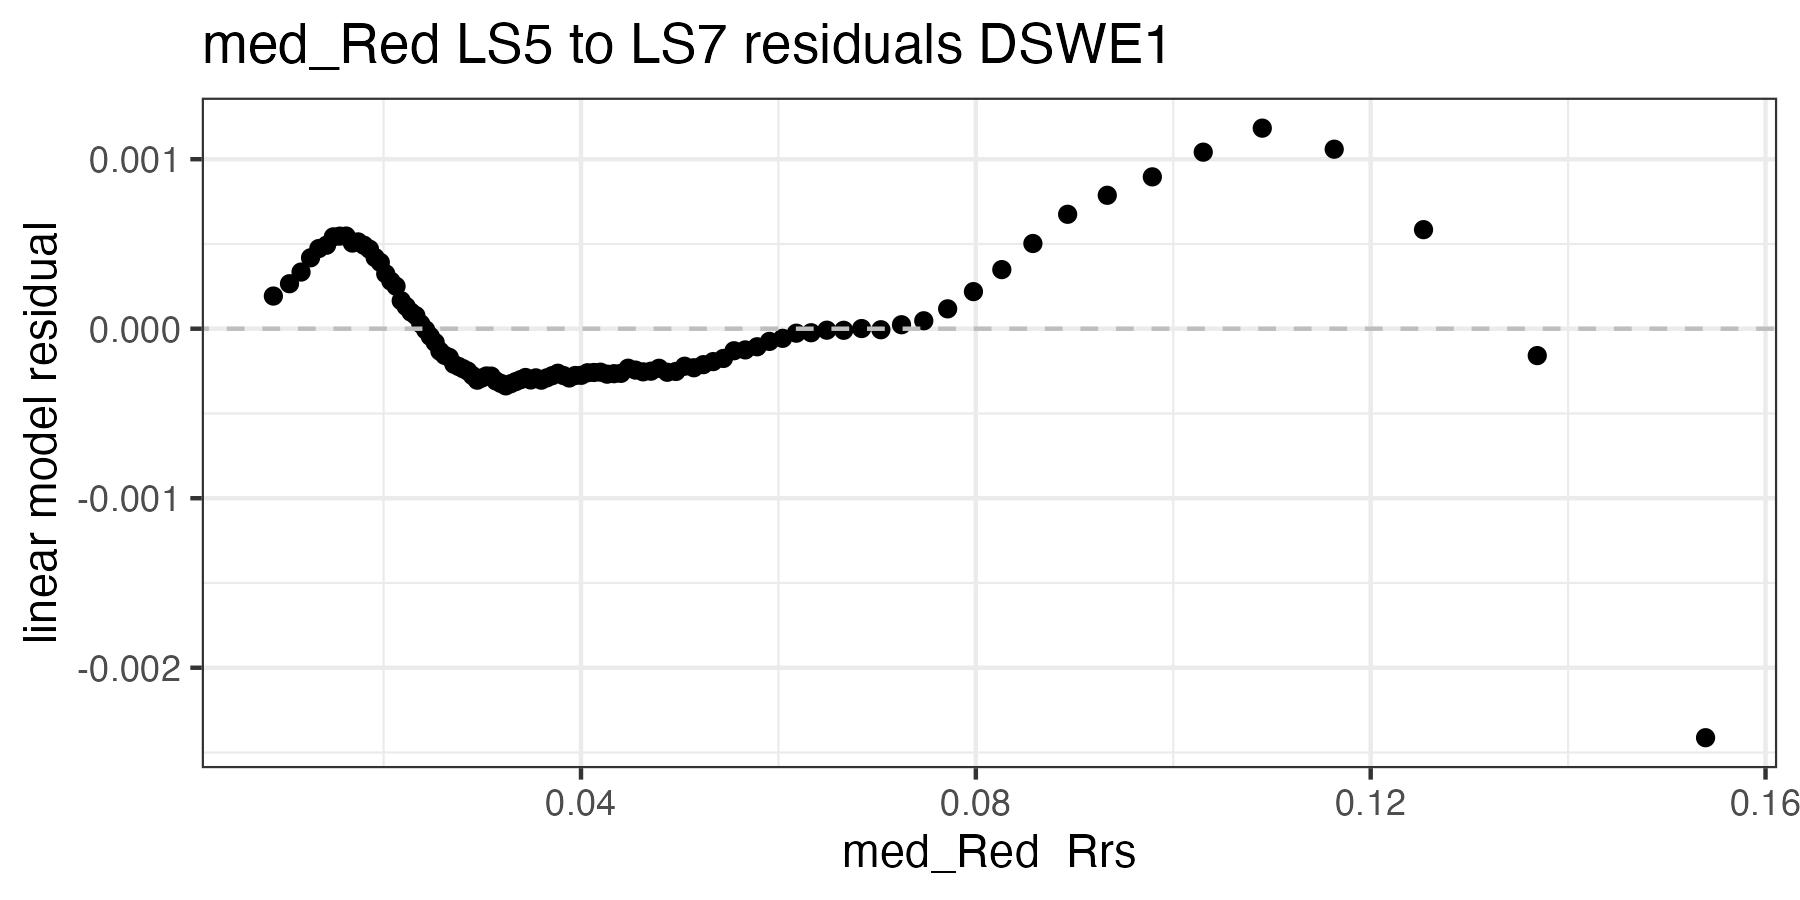 med_Red LS5 to LS7 residuals DSWE1
linear model residual
0.001
0.000
-0.001
-0.002
0.04 0.08 0.12 0.16
med_Red  Rrs